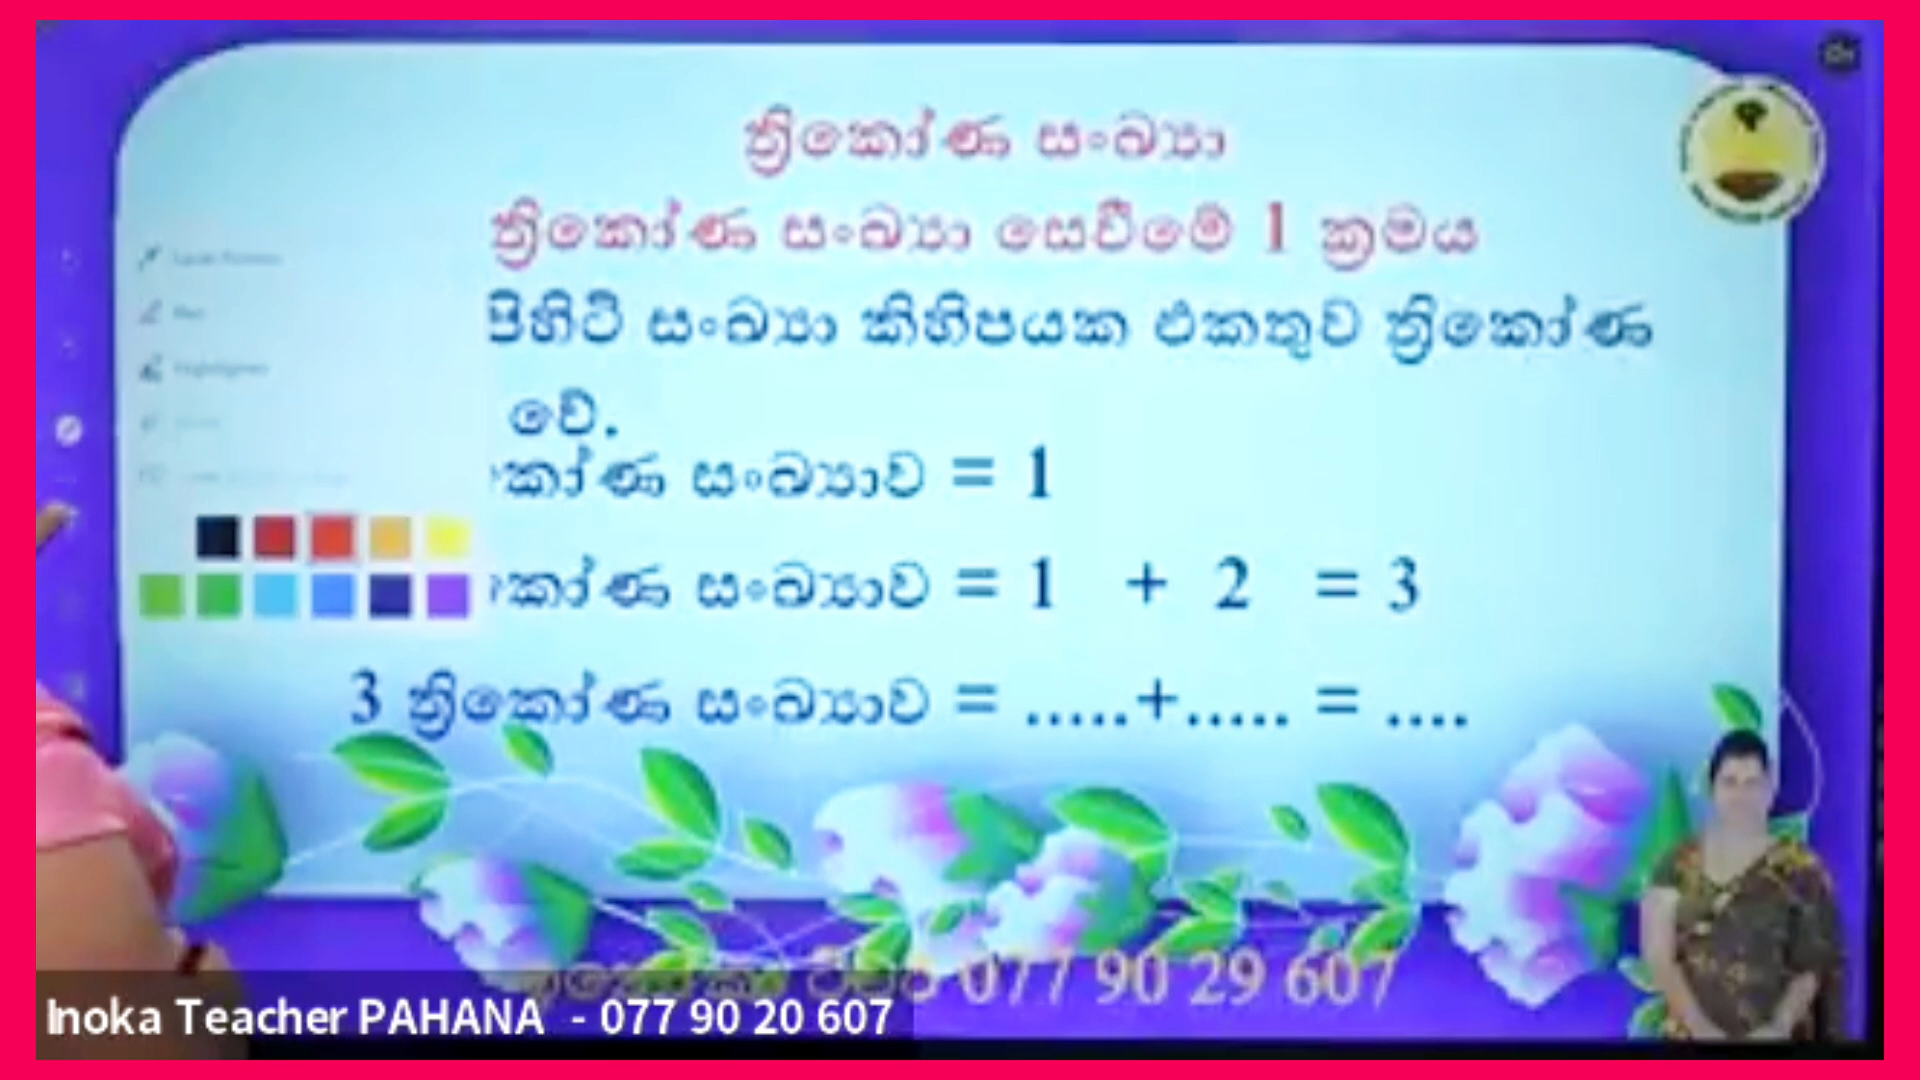 ත්‍රිකෝණ සංඛ්‍යා
ත්‍රිකෝණ සංඛ්‍යා සෙවීමේ 1 ක්‍රමය
පිහිටි සංඛ්‍යා කිහිපයක එකතුව ත්‍රිකෝණ
වේ.
කෝණ සංඛ්‍යාව = 1
කෝණ සංඛ්‍යාව = 1 + 2 = 3
3 ත්‍රිකෝණ සංඛ්‍යාව = .....+..... = ....
077 90 29 607
Inoka Teacher PAHANA - 077 90 20 607